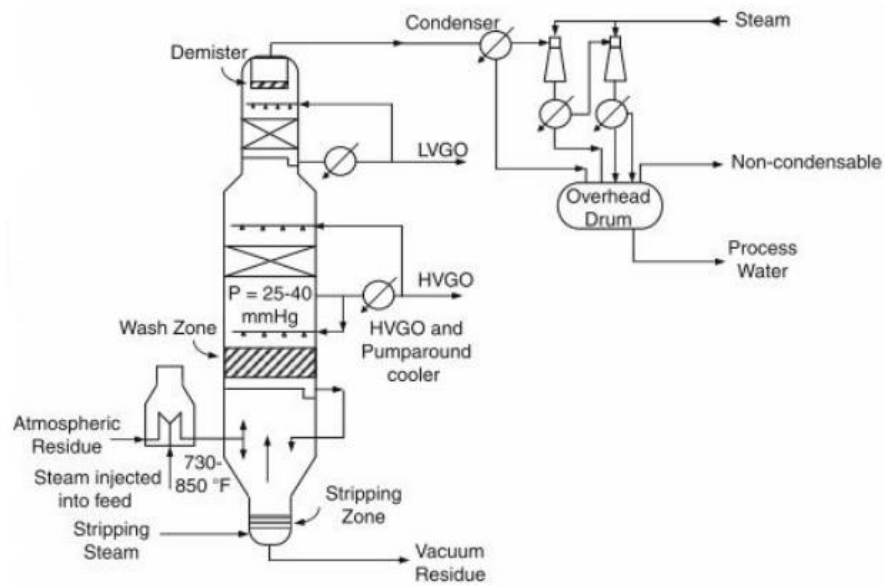 Condenser
Steam
Demister
LVGO
Non-condensable
Overhead
Drum
Process
Water
HVGO
P = 25-40
mmHg
Wash Zone
HVGO and
Pumparound
cooler
Atmospheric
Residue
730-
850 °F
Steam injected
into feed
Stripping
Zone
Stripping
Steam
Vacuum
Residue